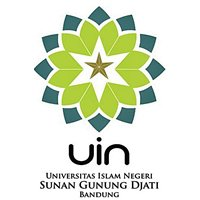 uin
UNIVERSITAS ISLAM NEGERI
SUNAN GUNUNG DJATI
BANDUNG